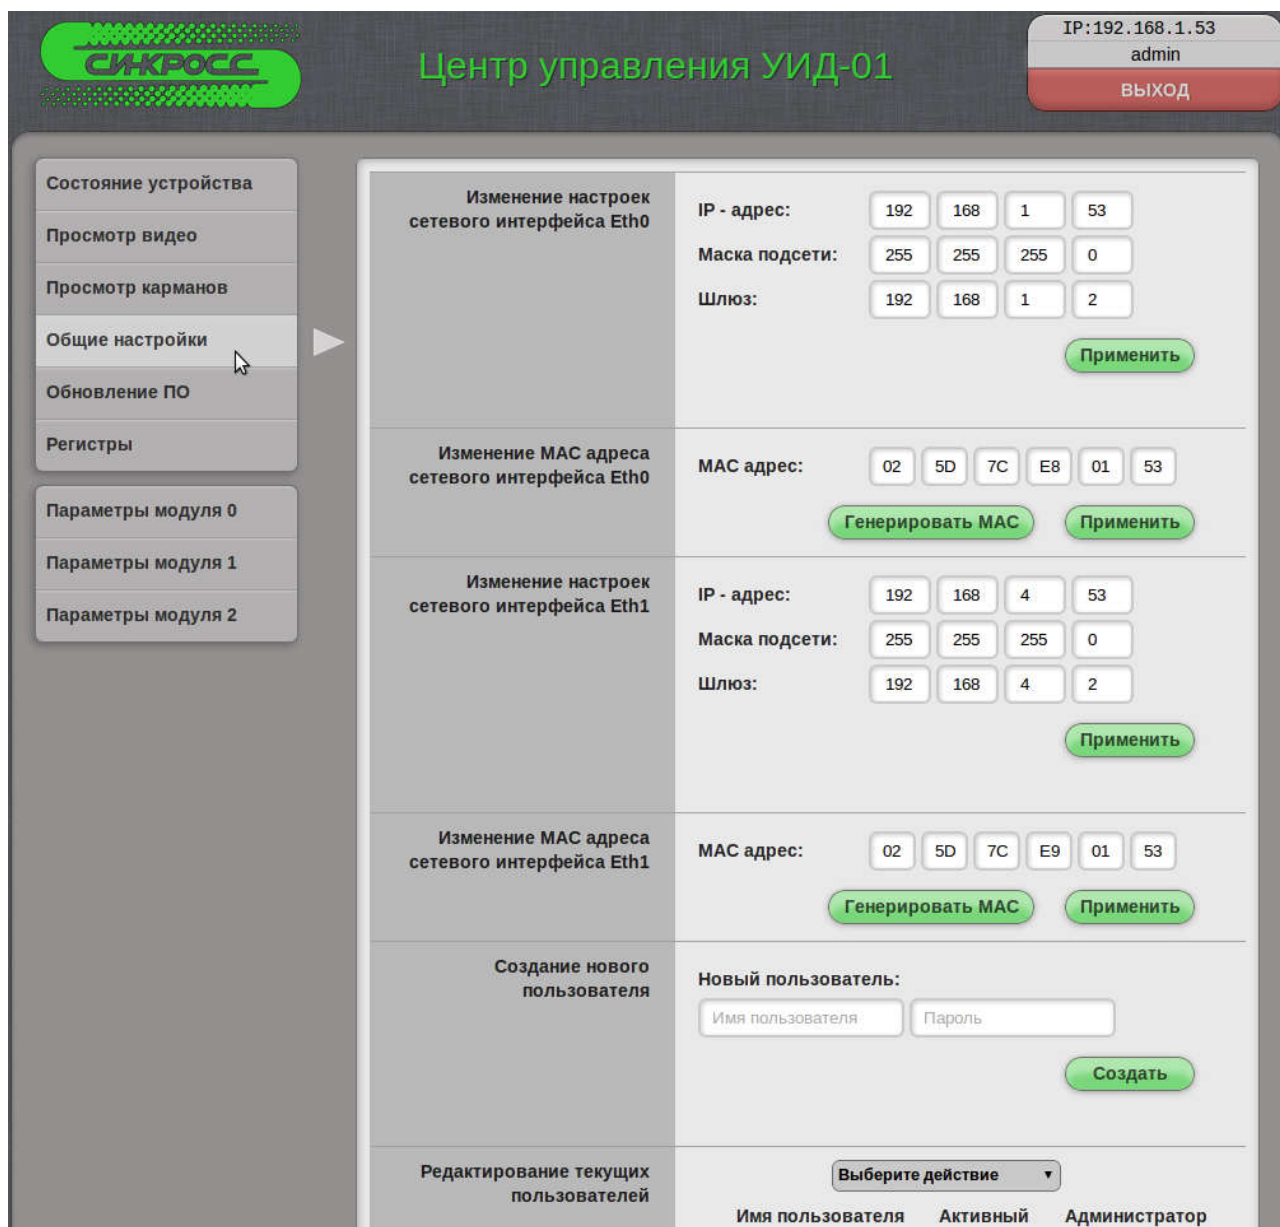 СИ-КРОСС
Центр управления УИД-01
IP:192.168.1.53
admin
ВЫХОД
Состояние устройства
Просмотр видео
Просмотр карманов
Общие настройки
Обновление ПО
Регистры
Параметры модуля 0
Параметры модуля 1
Параметры модуля 2
Изменение настроек
сетевого интерфейса Eth0
IP - адрес: 192 168 1 53
Маска подсети: 255 255 255 0
Шлюз: 192 168 1 2
Применить
Изменение MAC адреса
сетевого интерфейса Eth0
MAC адрес: 02 5D 7C E8 01 53
Генерировать MAC Применить
Изменение настроек
сетевого интерфейса Eth1
IP - адрес: 192 168 4 53
Маска подсети: 255 255 255 0
Шлюз: 192 168 4 2
Применить
Изменение MAC адреса
сетевого интерфейса Eth1
MAC адрес: 02 5D 7C E9 01 53
Генерировать MAC Применить
Создание нового
пользователя
Новый пользователь:
Имя пользователя Пароль
Создать
Редактирование текущих
пользователей
Выберите действие
Имя пользователя Активный Администратор